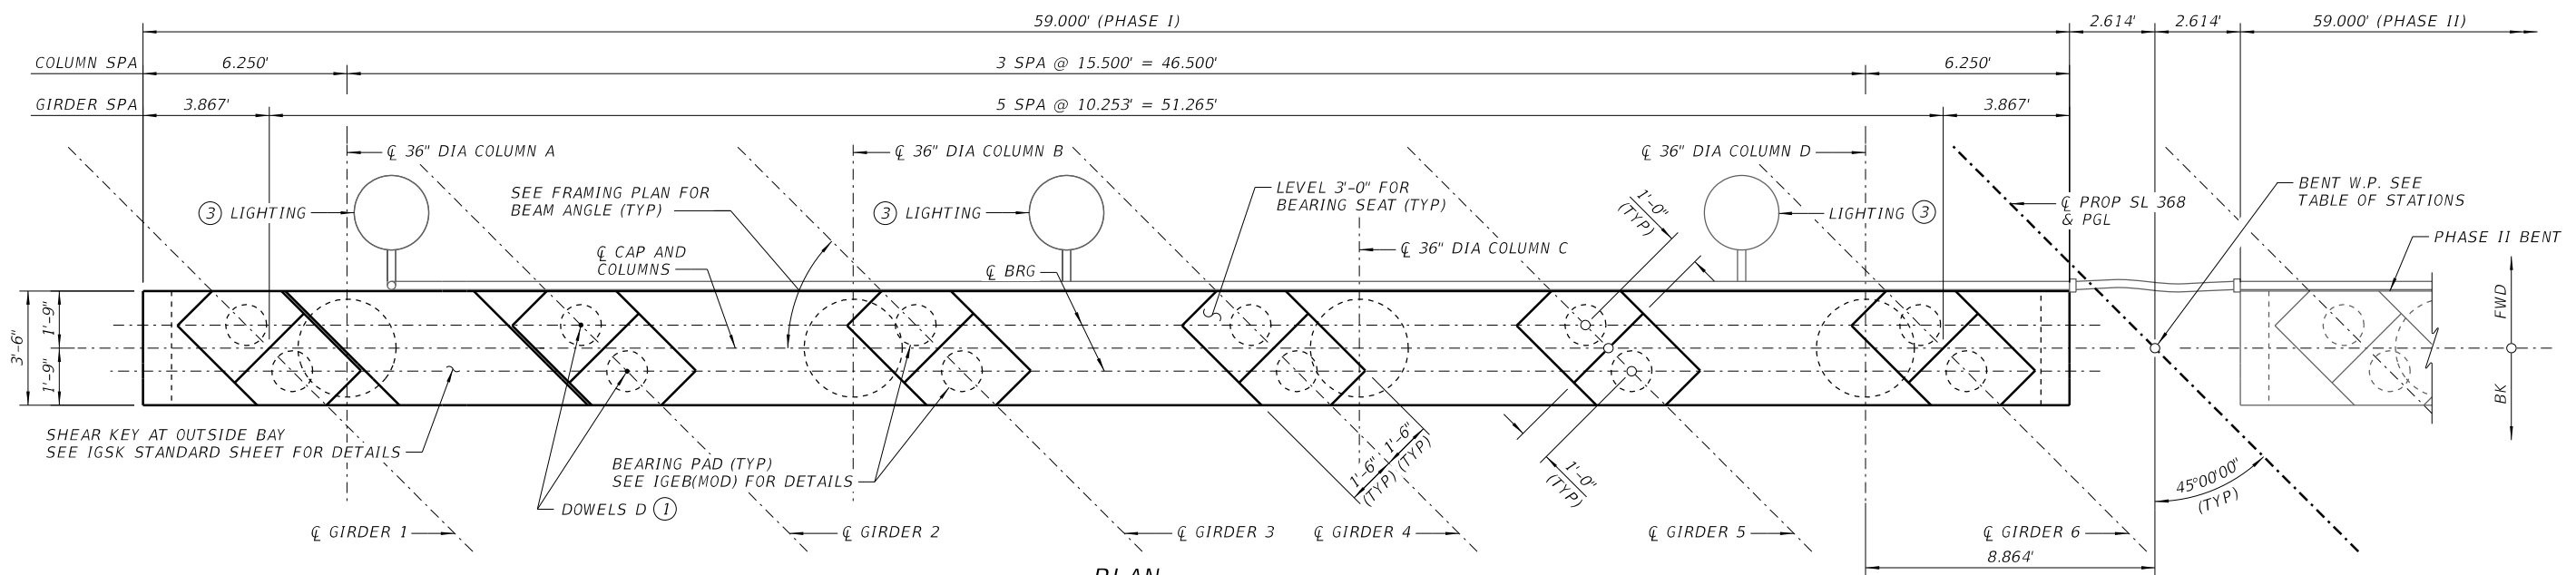 59.000' (PHASE I)
2.614'
2.614'
59.000' (PHASE II)
COLUMN SPA
6.250'
3 SPA @ 15.500' = 46.500'
6.250'
GIRDER SPA
3.867'
5 SPA @ 10.253' = 51.265'
3.867'
℄ 36" DIA COLUMN A
℄ 36" DIA COLUMN B
℄ 36" DIA COLUMN D
SEE FRAMING PLAN FOR
BEAM ANGLE (TYP)
LEVEL 3'-0" FOR
BEARING SEAT (TYP)
1'-0"
(TYP)
BENT W.P. SEE
TABLE OF STATIONS
3 LIGHTING
3 LIGHTING
LIGHTING 3
℄ PROP SL 368
& PGL
PHASE II BENT
℄ CAP AND
COLUMNS
℄ BRG
℄ 36" DIA COLUMN C
3'-6"
1'-9"
1'-9"
FWD
BK
SHEAR KEY AT OUTSIDE BAY
SEE IGSK STANDARD SHEET FOR DETAILS
BEARING PAD (TYP)
SEE IGEB(MOD) FOR DETAILS
DOWELS D 1
1'-6"
(TYP)
1'-6"
(TYP)
1'-0"
(TYP)
45°00'00"
(TYP)
℄ GIRDER 1
℄ GIRDER 2
℄ GIRDER 3
℄ GIRDER 4
℄ GIRDER 5
℄ GIRDER 6
8.864'
PLAN